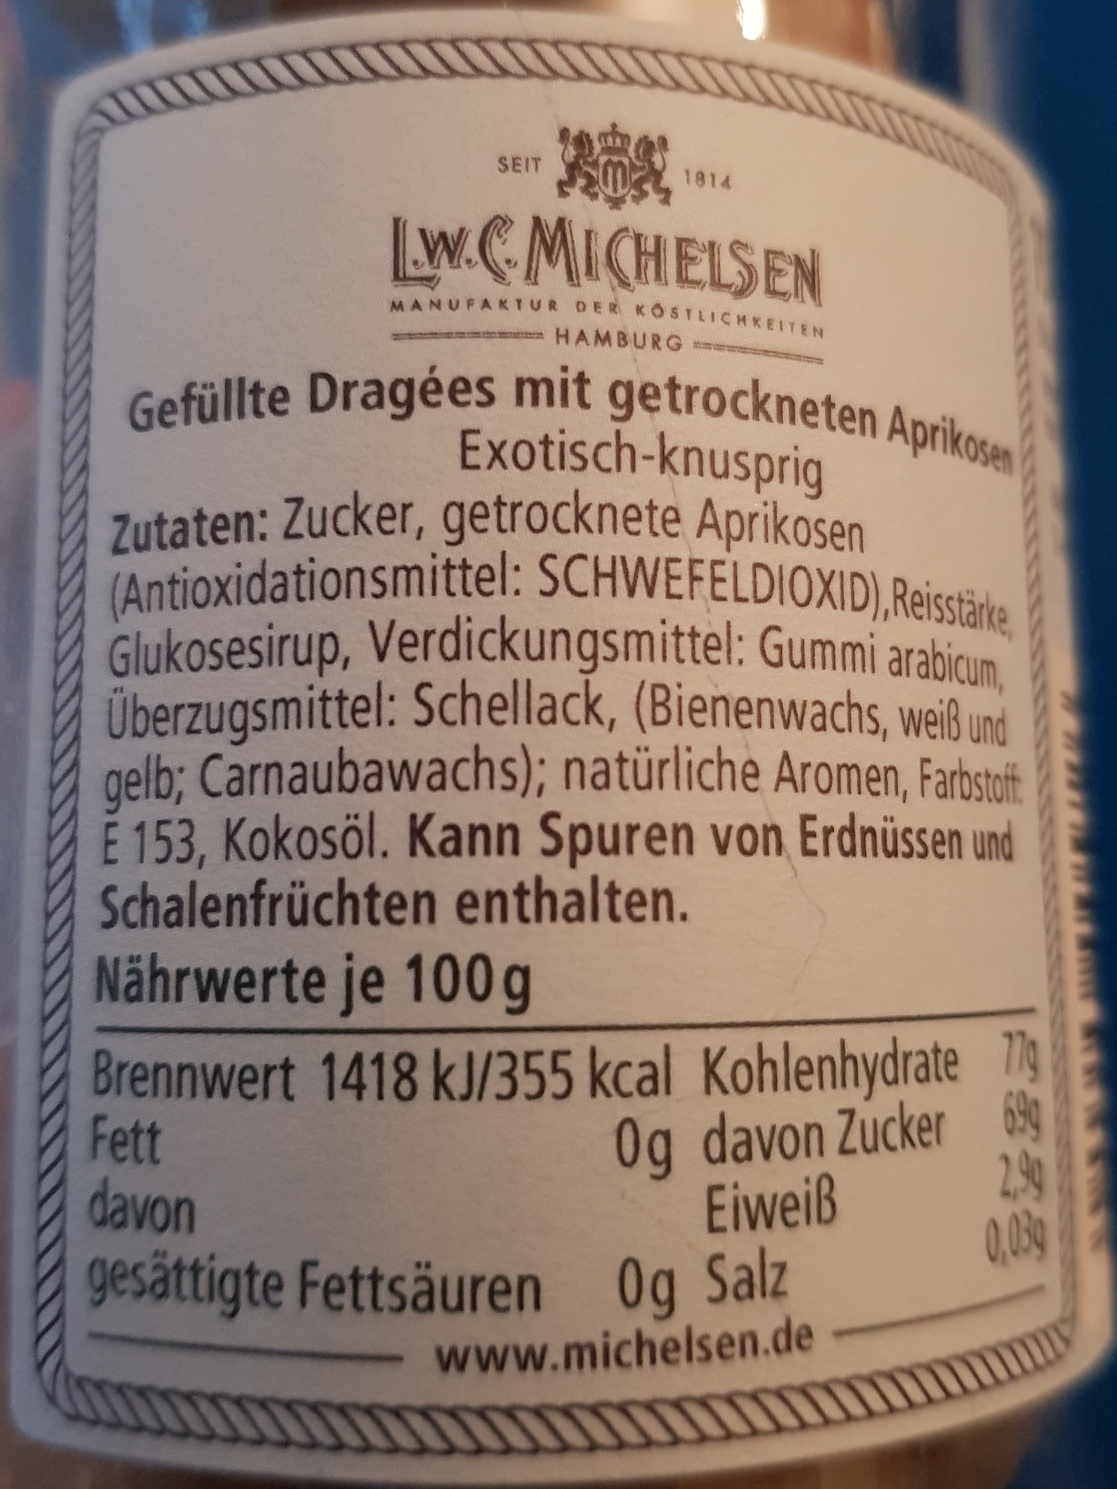 SEIT 1814
L.W.C. MICHELSEN
MANUFAKTUR DER KÖSTLICHKEITEN
HAMBURG
Gefüllte Dragées mit getrockneten Aprikosen
Exotisch-knusprig
Zutaten: Zucker, getrocknete Aprikosen
(Antioxidationsmittel: SCHWEFELDIOXID), Reisstärke,
Glukosesirup, Verdickungsmittel: Gummi arabicum,
Überzugsmittel: Schellack, (Bienenwachs, weiß und
gelb; Carnaubawachs); natürliche Aromen, Farbstoff:
E 153, Kokosöl. Kann Spuren von Erdnüssen und
Schalenfrüchten enthalten.
Nährwerte je 100g
Brennwert 1418 kJ/355 kcal Kohlenhydrate 77g
Fett 0g davon Zucker 69g
davon Eiweiß 2,9g
gesättigte Fettsäuren 0g Salz 0,03g
www.michelsen.de